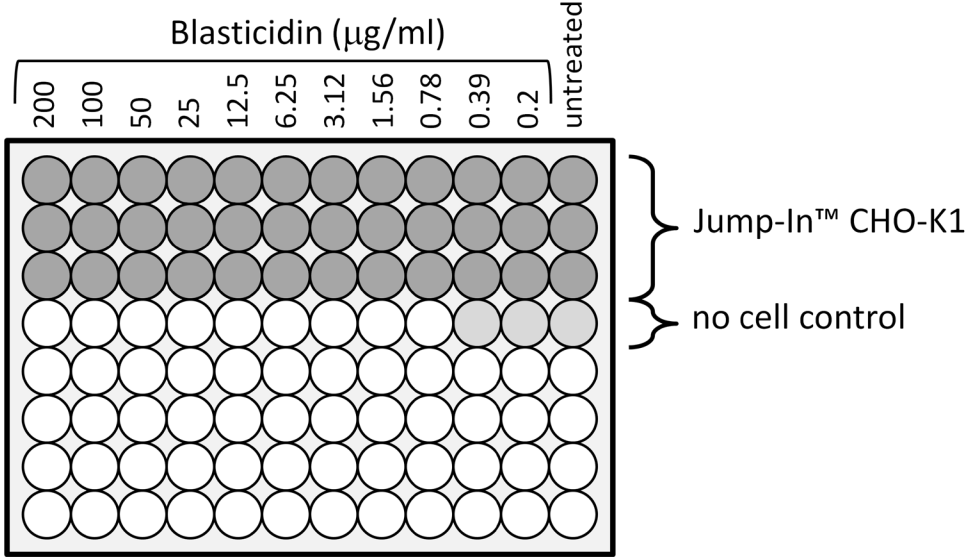 Blasticidin (µg/ml)
200
100
50
25
12.5
6.25
3.12
1.56
0.78
0.39
0.2
untreated
Jump-In™ CHO-K1
no cell control